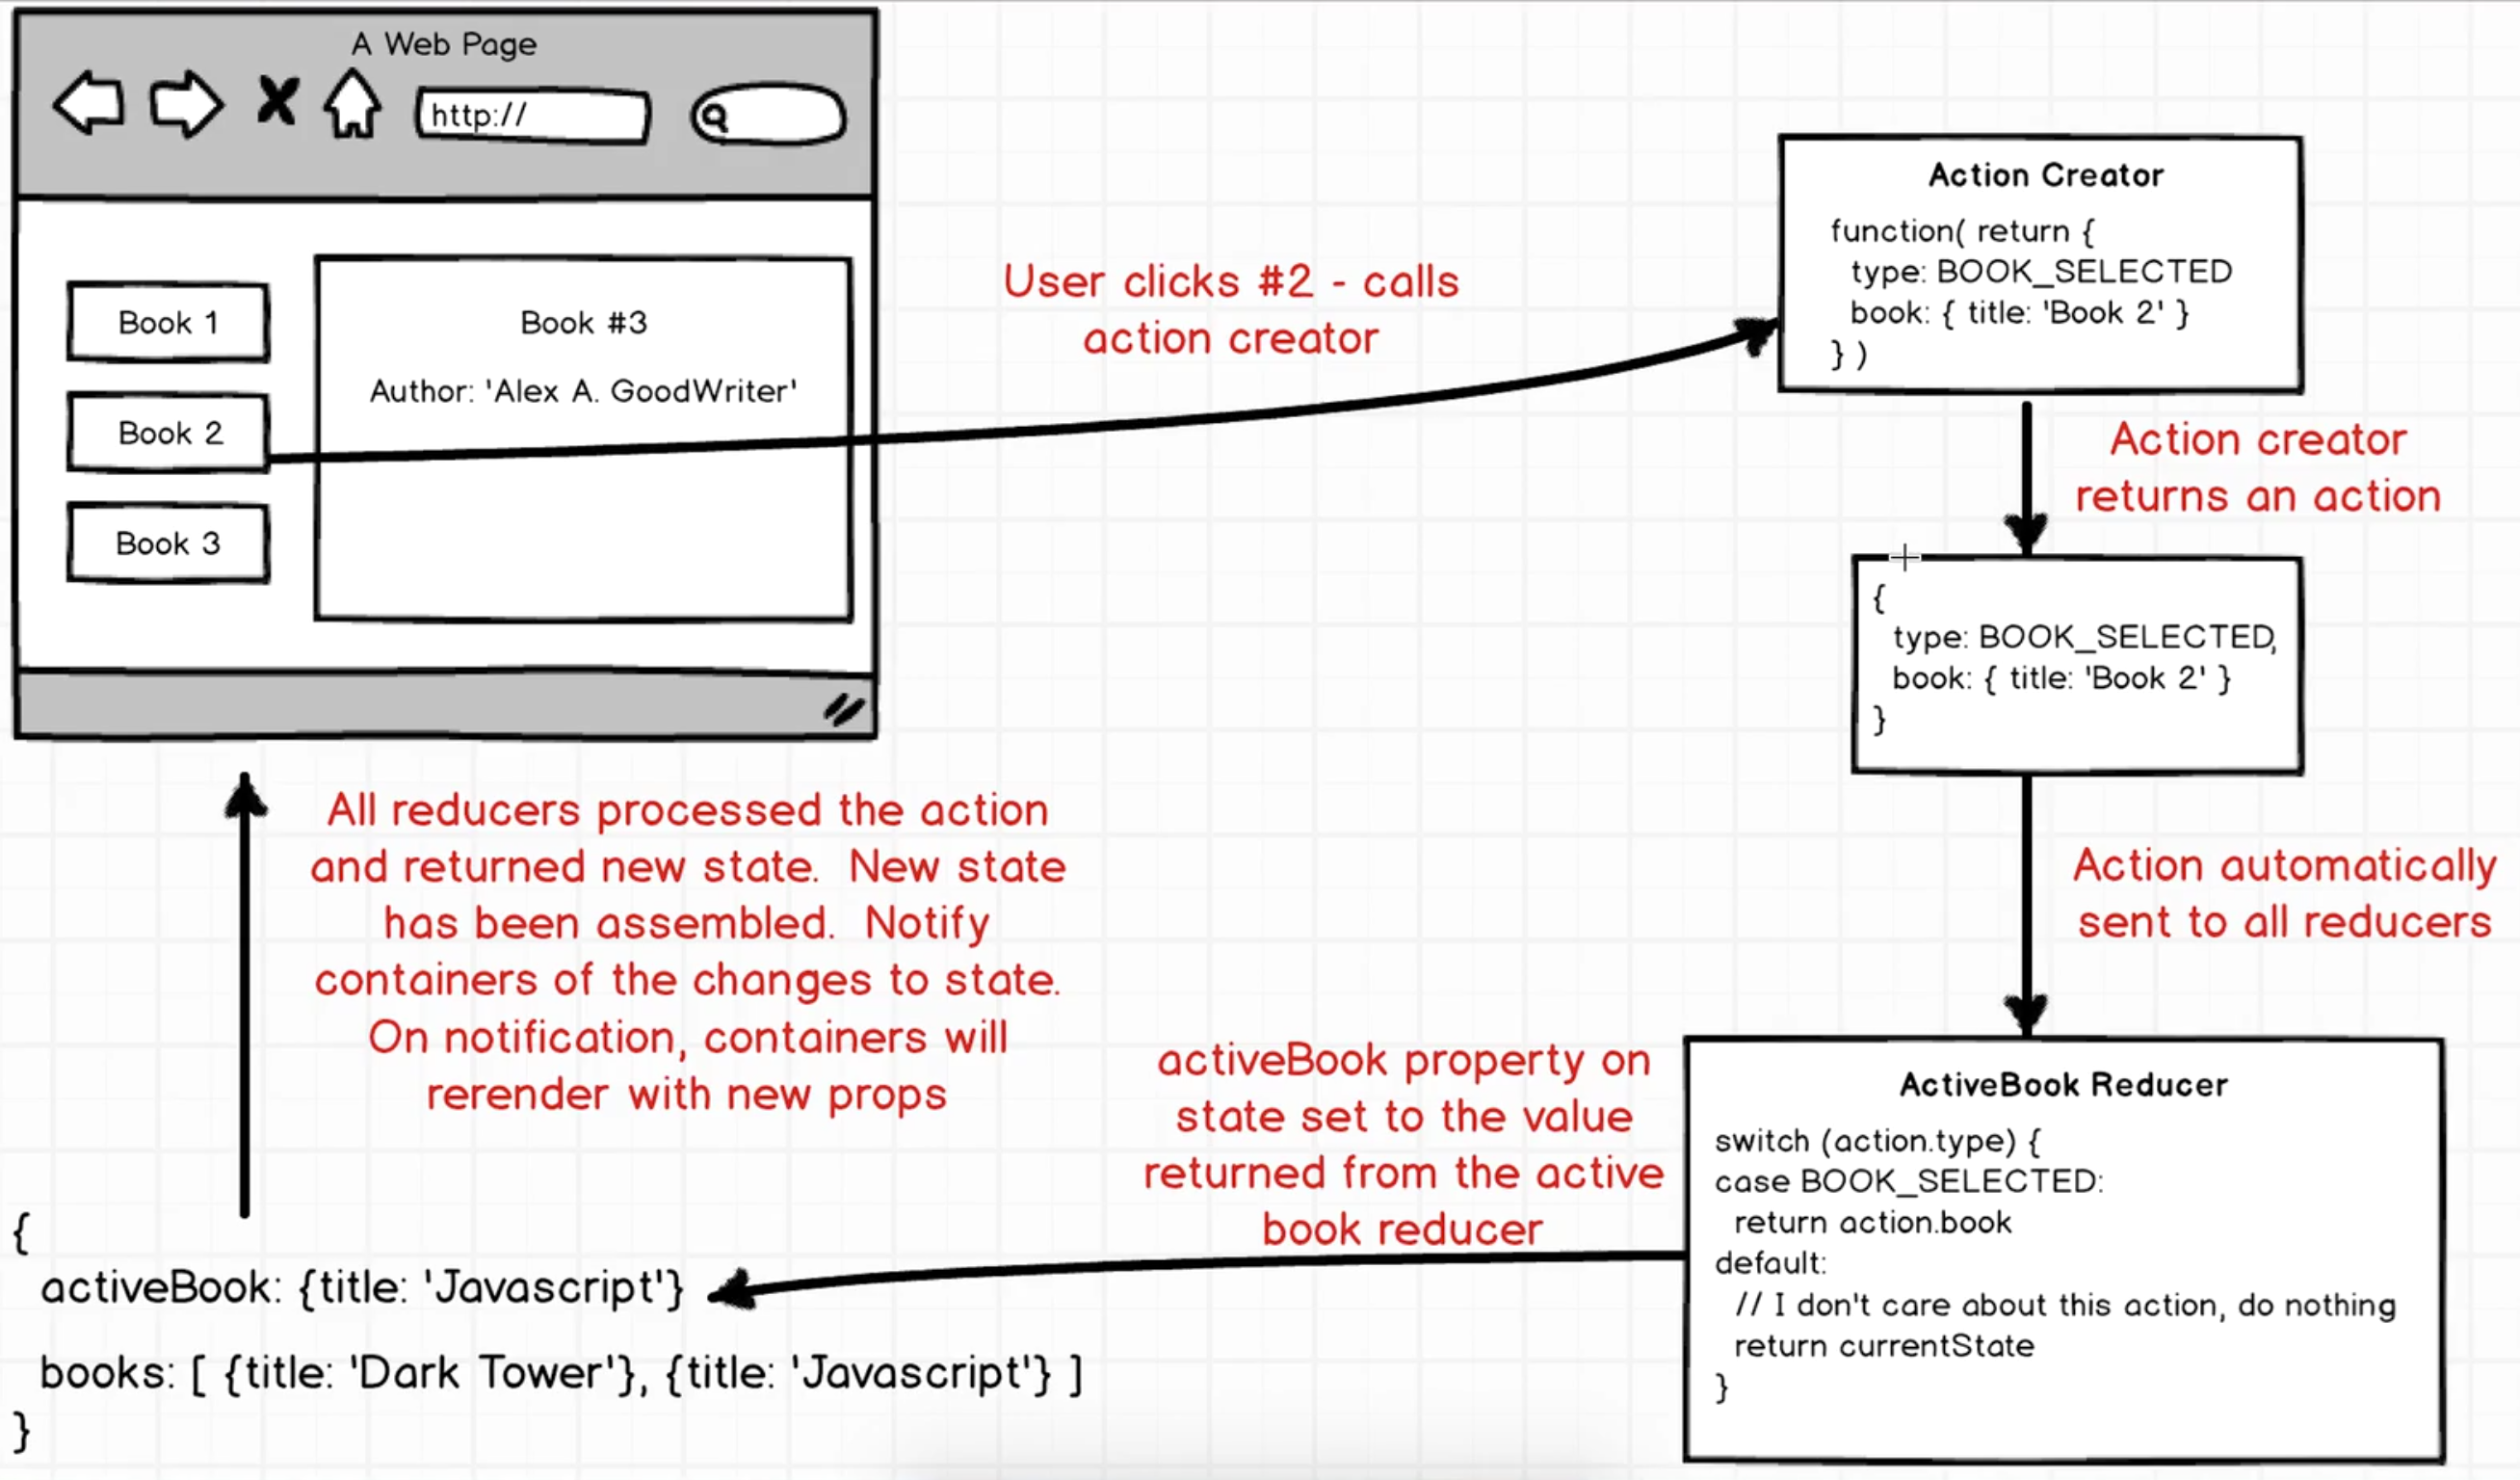 A Web Page
http://
Book 1
Book 2
Book 3
Book #3
Author: 'Alex A. GoodWriter'
User clicks #2 - calls
action creator
Action Creator
function( return {
type: BOOK_SELECTED
book: { title: 'Book 2' }
} )
Action creator
returns an action
{
type: BOOK_SELECTED,
book: { title: 'Book 2' }
}
Action automatically
sent to all reducers
ActiveBook Reducer
switch (action.type) {
case BOOK_SELECTED:
return action.book
default:
// I don't care about this action, do nothing
return currentState
}
activeBook property on
state set to the value
returned from the active
book reducer
All reducers processed the action
and returned new state.  New state
has been assembled.  Notify
containers of the changes to state.
On notification, containers will
rerender with new props
{
activeBook: {title: 'Javascript'}
books: [ {title: 'Dark Tower'}, {title: 'Javascript'} ]
}